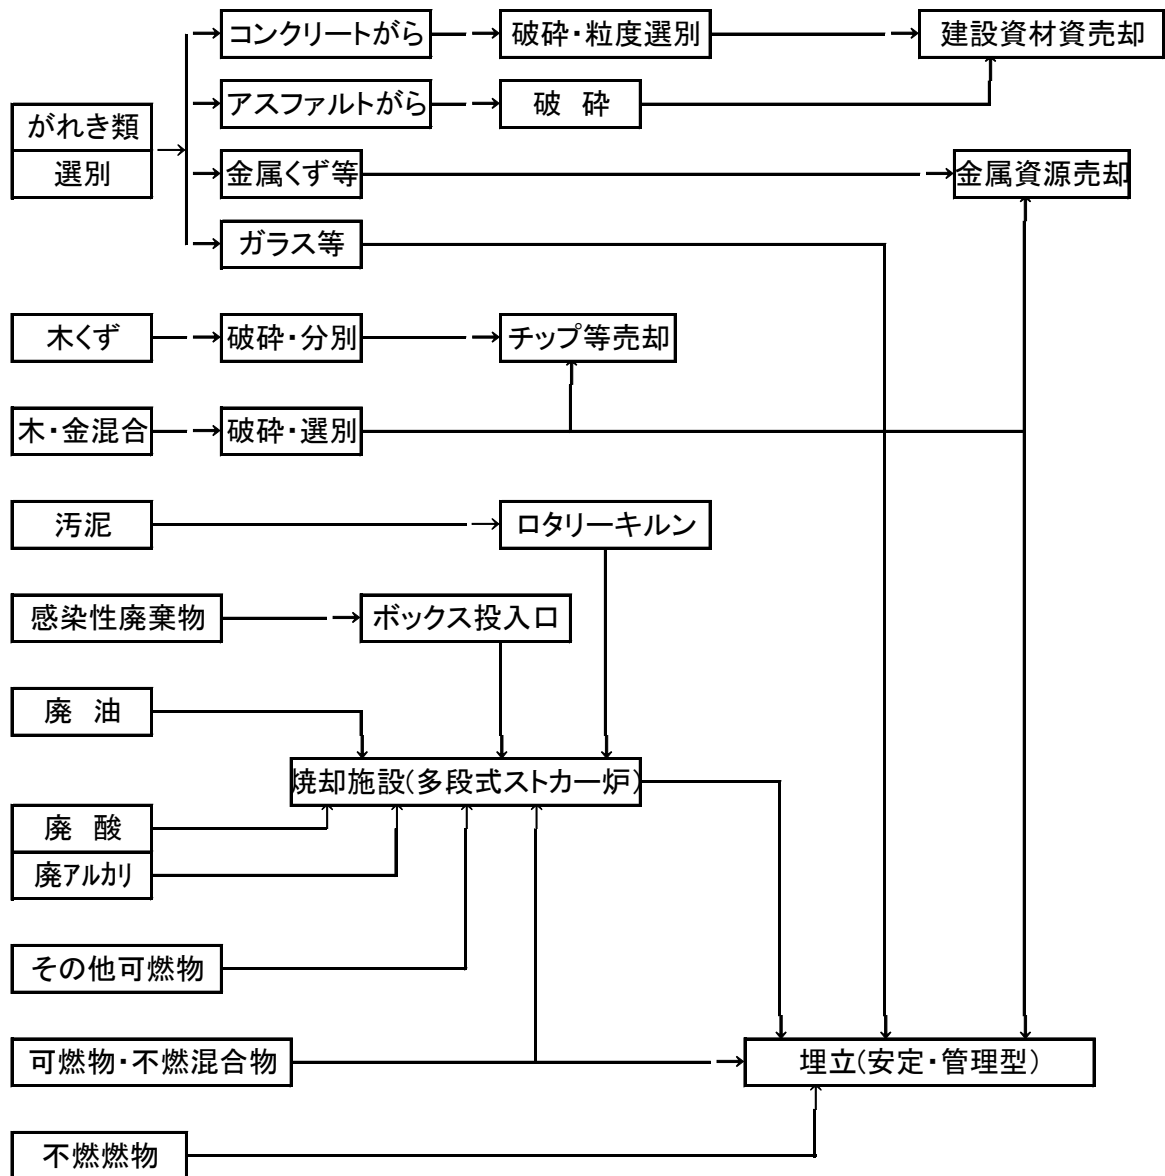 コンクリートがら
破砕・粒度選別
建設資材資売却
アスファルトがら
破 砕
がれき類
選別
金属くず等
金属資源売却
ガラス等
木くず
破砕・分別
チップ等売却
木・金混合
破砕・選別
汚泥
ロタリーキルン
感染性廃棄物
ボックス投入口
廃 油
焼却施設(多段式ストカー炉)
廃 酸
廃アルカリ
その他可燃物
可燃物・不燃混合物
埋立(安定・管理型)
不燃燃物